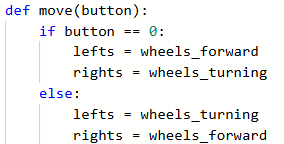 def move(button):
    if button == 0:
        lefts = wheels_forward
        rights = wheels_turning
    else:
        lefts = wheels_turning
        rights = wheels_forward